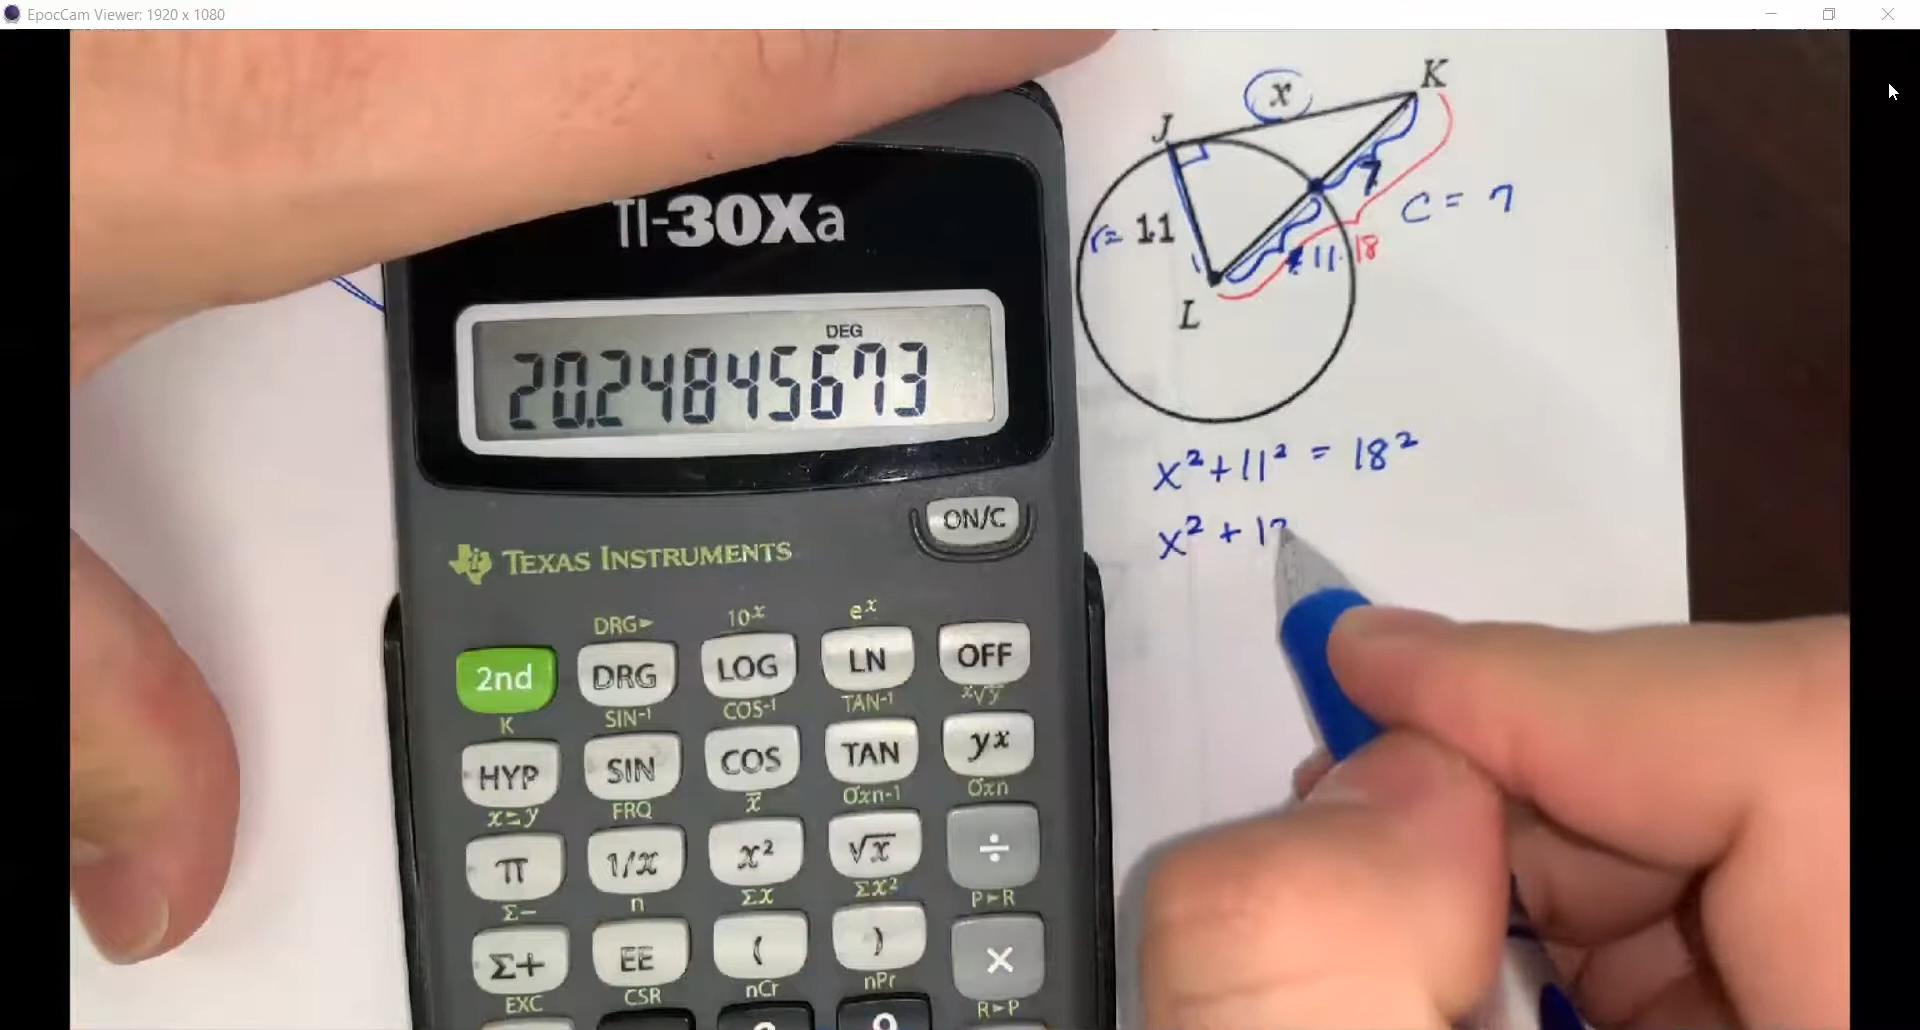 EpocCam Viewer: 1920 x 1080
TI-30Xa
DEG
20.24845673
ON/C
TEXAS INSTRUMENTS
DRG► 10ˣ eˣ
2nd DRG LOG LN OFF
K SIN⁻¹ COS⁻¹ TAN⁻¹ ˣ√y
HYP SIN COS TAN yˣ
x⇌y FRQ x̅ σxn-1 σxn
π 1/x x² √x ÷
Σ- n Σx Σx² P►R
Σ+ EE ( ) ×
EXC CSR nCr nPr R►P
9
x K
J
7
C = 7
r= 11
11 18
L
x² + 11² = 18²
x² + 12